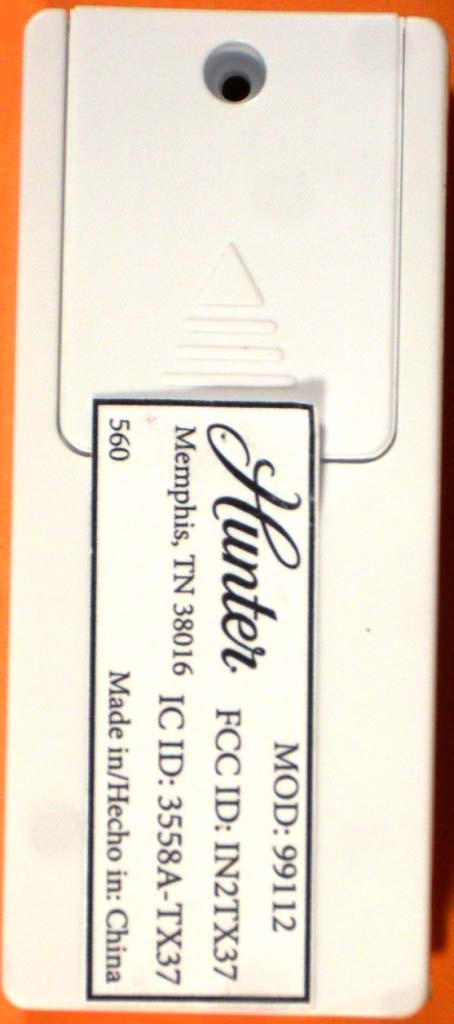 MOD: 99112
Hunter FCC ID: IN2TX37
Memphis, TN 38016 IC ID: 3558A-TX37
560 Made in/Hecho in: China